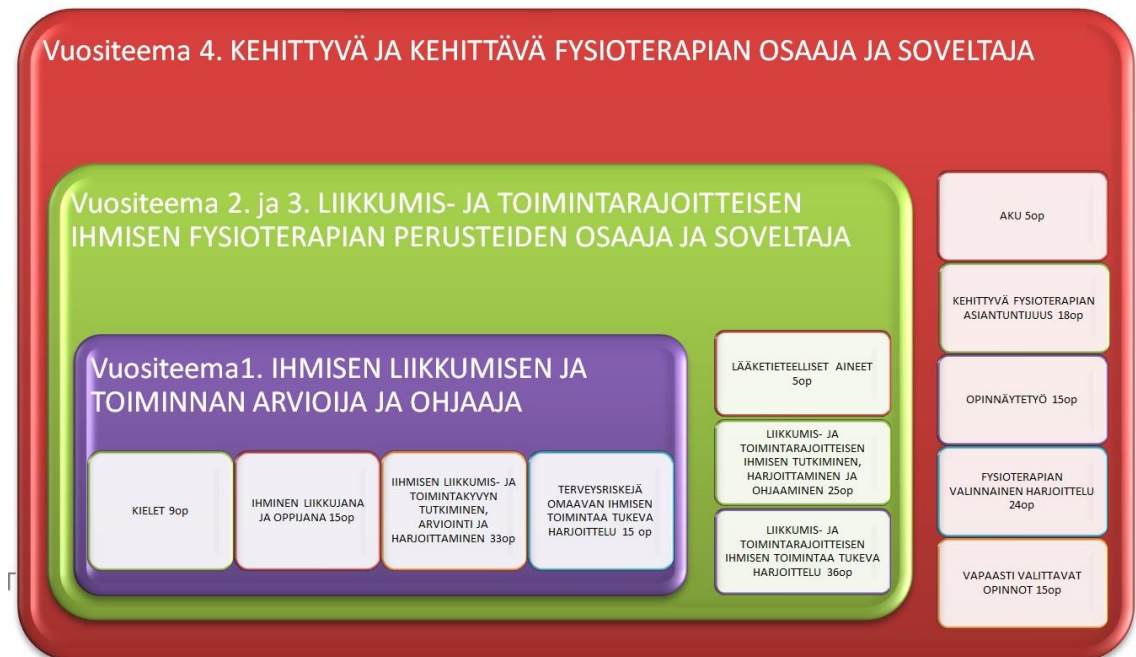 Vuositeema 4. KEHITTYVÄ JA KEHITTÄVÄ FYSIOTERAPIAN OSAAJA JA SOVELTAJA
Vuositeema 2. ja 3. LIIKKUMIS- JA TOIMINTARAJOITTEISEN
IHMISEN FYSIOTERAPIAN PERUSTEIDEN OSAAJA JA SOVELTAJA
Vuositeema1. IHMISEN LIIKKUMISEN JA
TOIMINNAN ARVIOIJA JA OHJAAJA
KIELET 9op
IHMINEN LIIKKUJANA
JA OPPIJANA 15op
IIHMISEN LIIKKUMIS- JA
TOIMINTAKYVYN
TUTKIMINEN,
ARVIOINTI JA
HARJOITTAMINEN 33op
TERVEYSRISKEJÄ
OMAAVAN IHMISEN
TOIMINTAA TUKEVA
HARJOITTELU 15 op
LÄÄKETIETEELLISET AINEET
5op
LIIKKUMIS- JA
TOIMINTARAJOITTEISEN
IHMISEN TUTKIMINEN,
HARJOITTAMINEN JA
OHJAAMINEN 25op
LIIKKUMIS- JA
TOIMINTARAJOITTEISEN
IHMISEN TOIMINTAA TUKEVA
HARJOITTELU 36op
AKU 5op
KEHITTYVÄ FYSIOTERAPIAN
ASIANTUNTIJUUS 18op
OPINNÄYTETYÖ 15op
FYSIOTERAPIAN
VALINNAINEN HARJOITTELU
24op
VAPAASTI VALITTAVAT
OPINNOT 15op